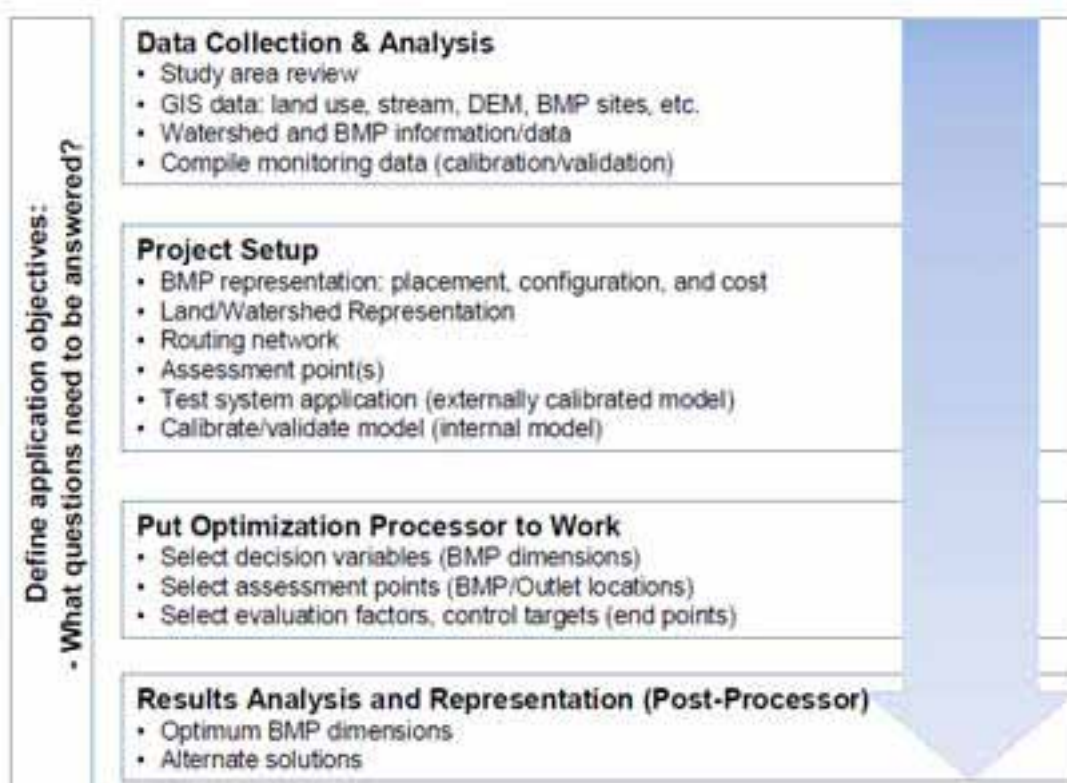 Define application objectives:
- What questions need to be answered?
Data Collection & Analysis
• Study area review
• GIS data: land use, stream, DEM, BMP sites, etc.
• Watershed and BMP information/data
• Compile monitoring data (calibration/validation)
Project Setup
• BMP representation: placement, configuration, and cost
• Land/Watershed Representation
• Routing network
• Assessment point(s)
• Test system application (externally calibrated model)
• Calibrate/validate model (internal model)
Put Optimization Processor to Work
• Select decision variables (BMP dimensions)
• Select assessment points (BMP/Outlet locations)
• Select evaluation factors, control targets (end points)
Results Analysis and Representation (Post-Processor)
• Optimum BMP dimensions
• Alternate solutions